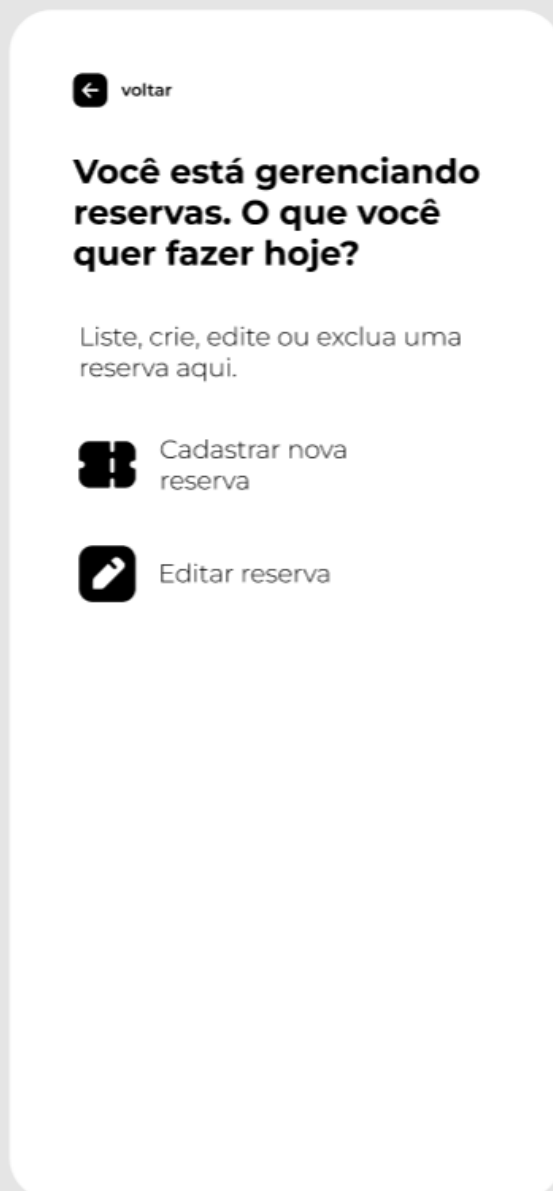 voltar
Você está gerenciando
reservas. O que você
quer fazer hoje?
Liste, crie, edite ou exclua uma
reserva aqui.
Cadastrar nova
reserva
Editar reserva